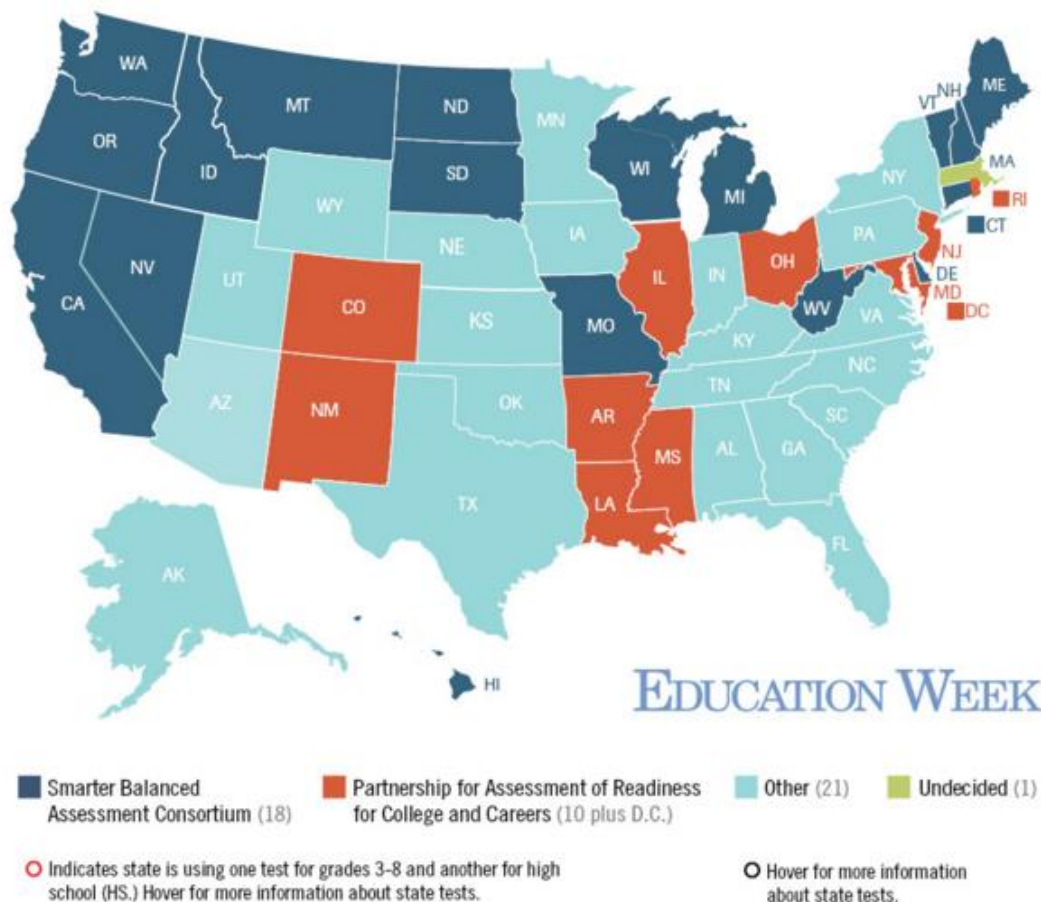 WA
MT
ND
MN
VT
NH
ME
OR
ID
SD
WI
MI
MA
NY
RI
CT
WY
NE
IA
PA
NJ
DE
MD
DC
NV
UT
CA
CO
KS
MO
IL
IN
OH
WV
VA
KY
NC
TN
SC
AZ
NM
OK
AR
MS
AL
GA
TX
LA
FL
AK
HI
EDUCATION WEEK
Smarter Balanced
Assessment Consortium (18)
Partnership for Assessment of Readiness
for College and Careers (10 plus D.C.)
Other (21)
Undecided (1)
Indicates state is using one test for grades 3–8 and another for high
school (HS.) Hover for more information about state tests.
Hover for more information
about state tests.